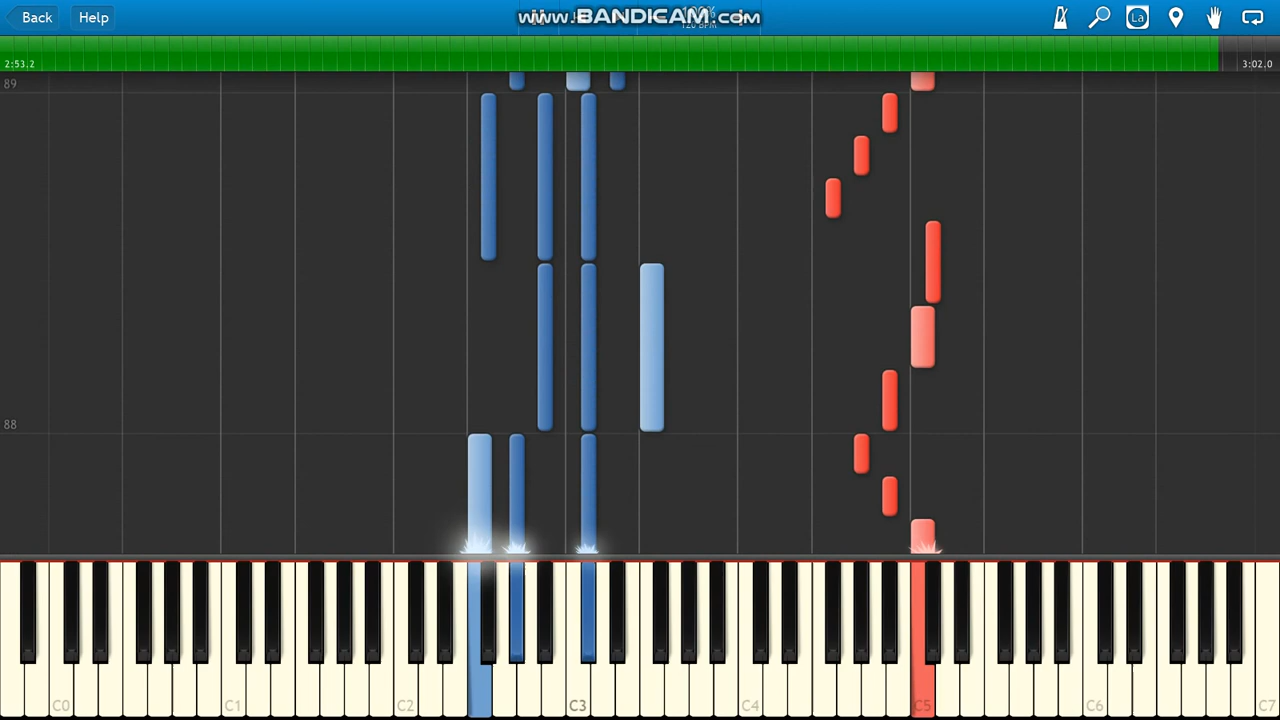 Back Help
www.BANDICAM.com
La
2:53.2
3:02.0
89
88
C0 C1 C2 C3 C4 C5 C6 C7